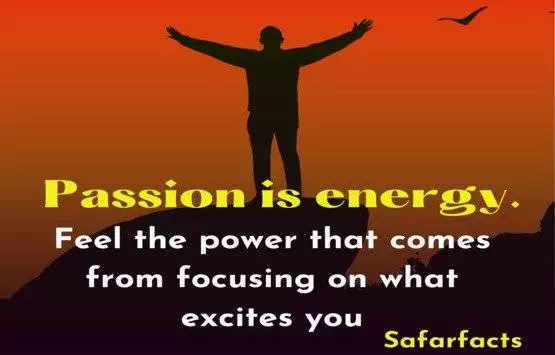 Passion is energy.
Feel the power that comes
from focusing on what
excites you
Safarfacts